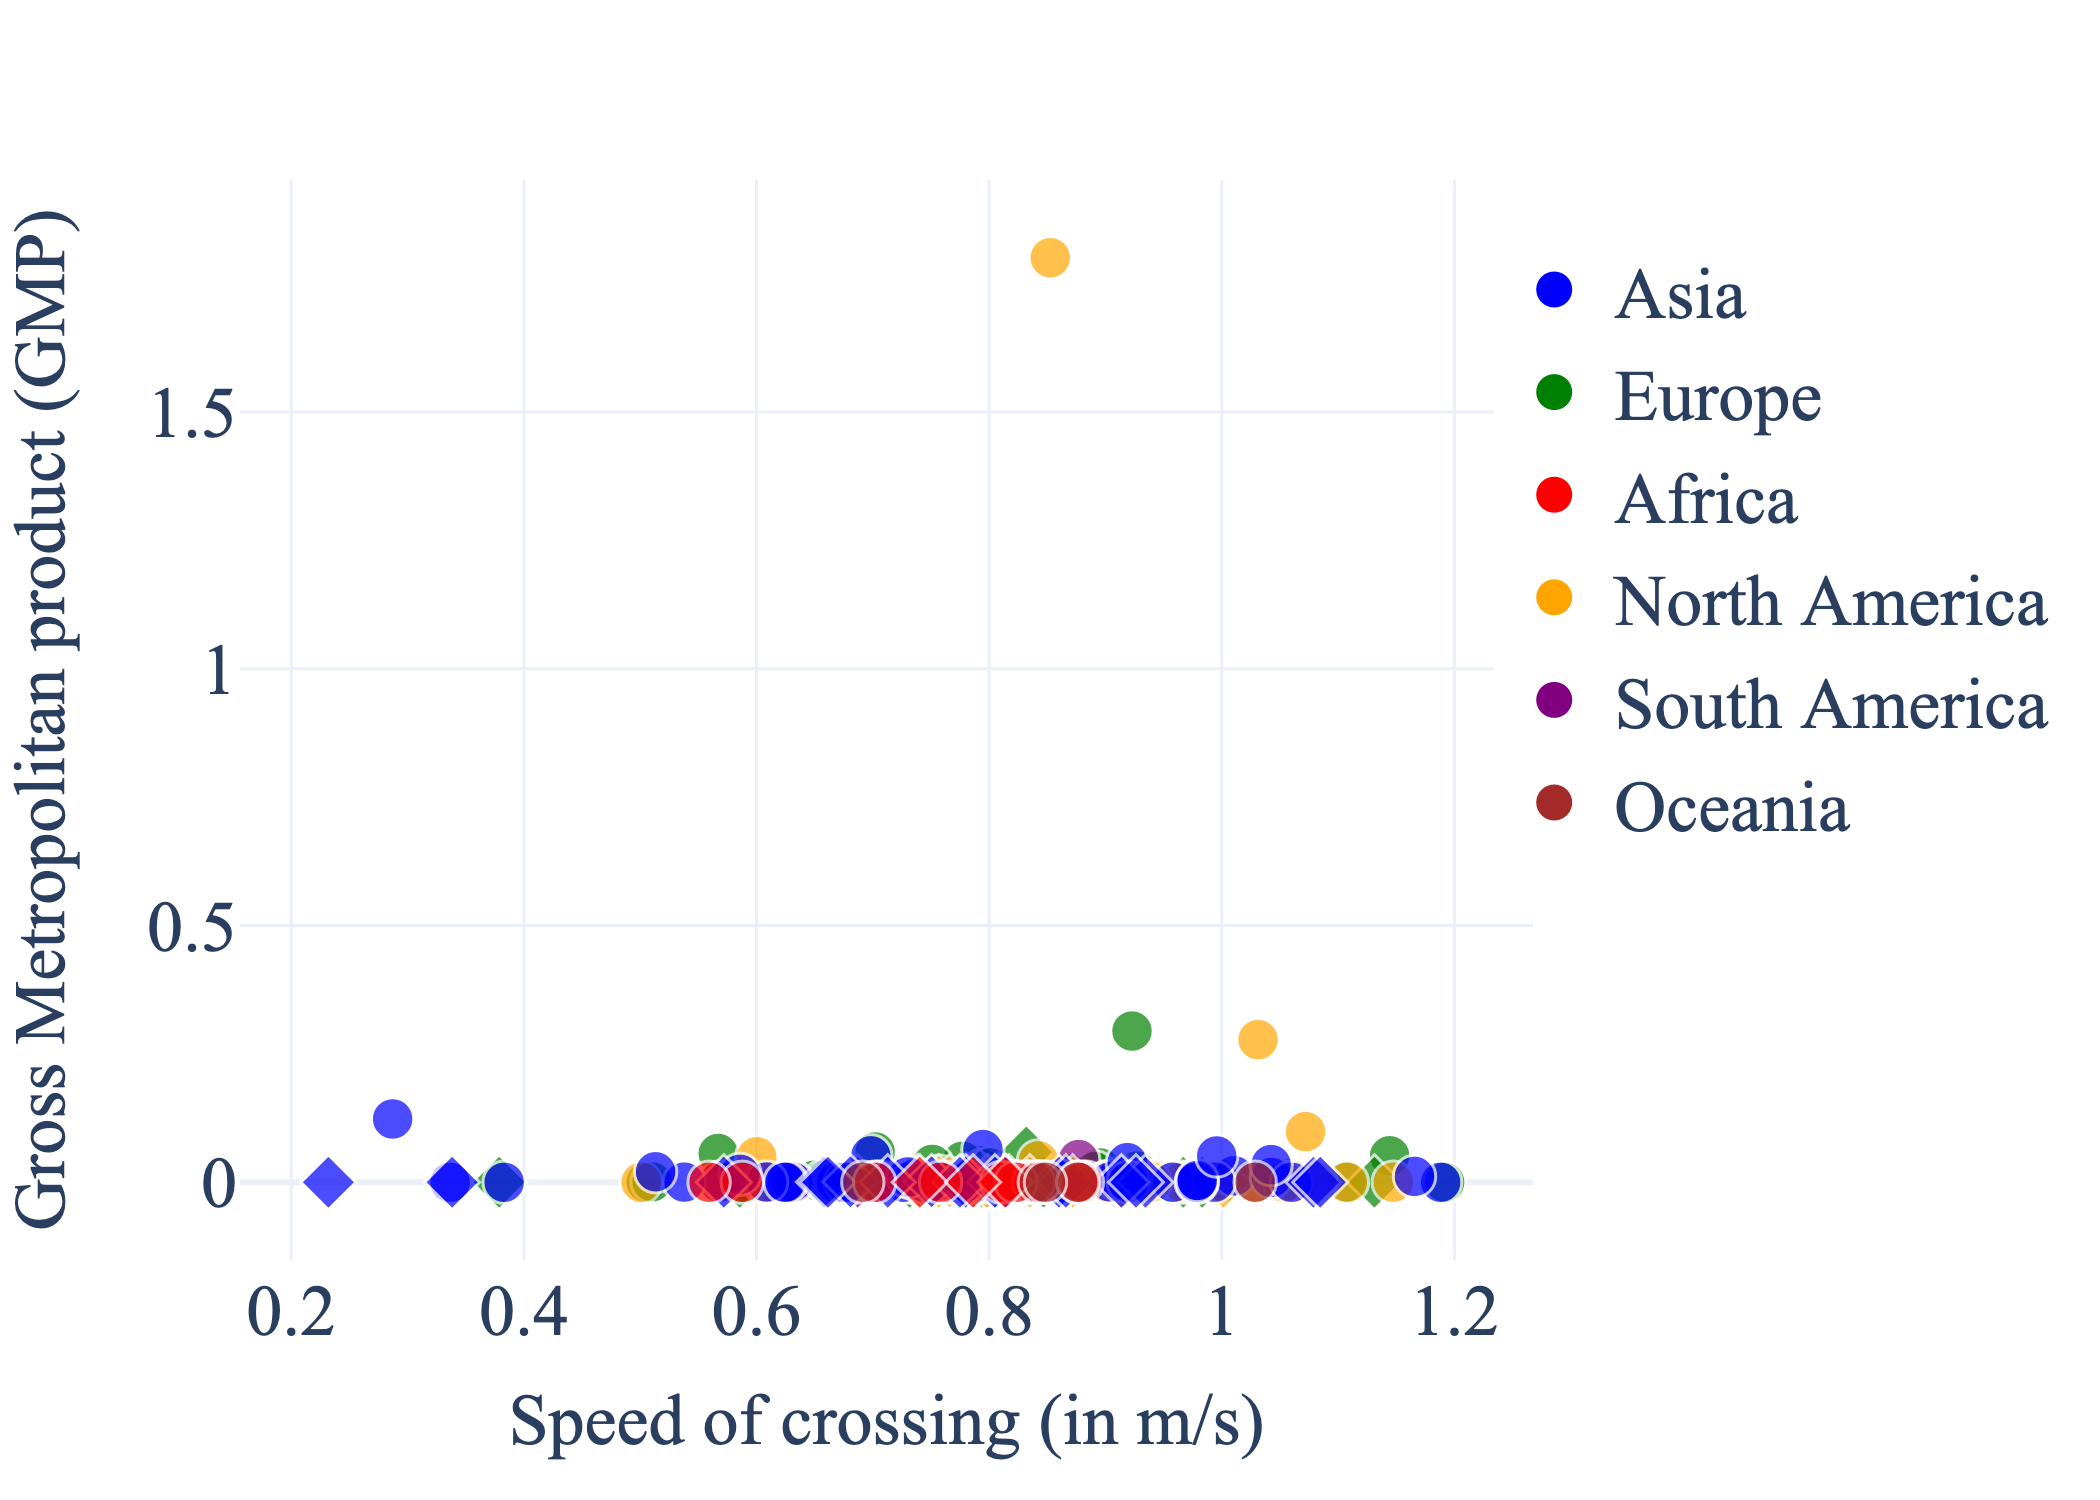 Gross Metropolitan product (GMP)
1.5
1
0.5
0
0.2 0.4 0.6 0.8 1 1.2
Speed of crossing (in m/s)
Asia
Europe
Africa
North America
South America
Oceania